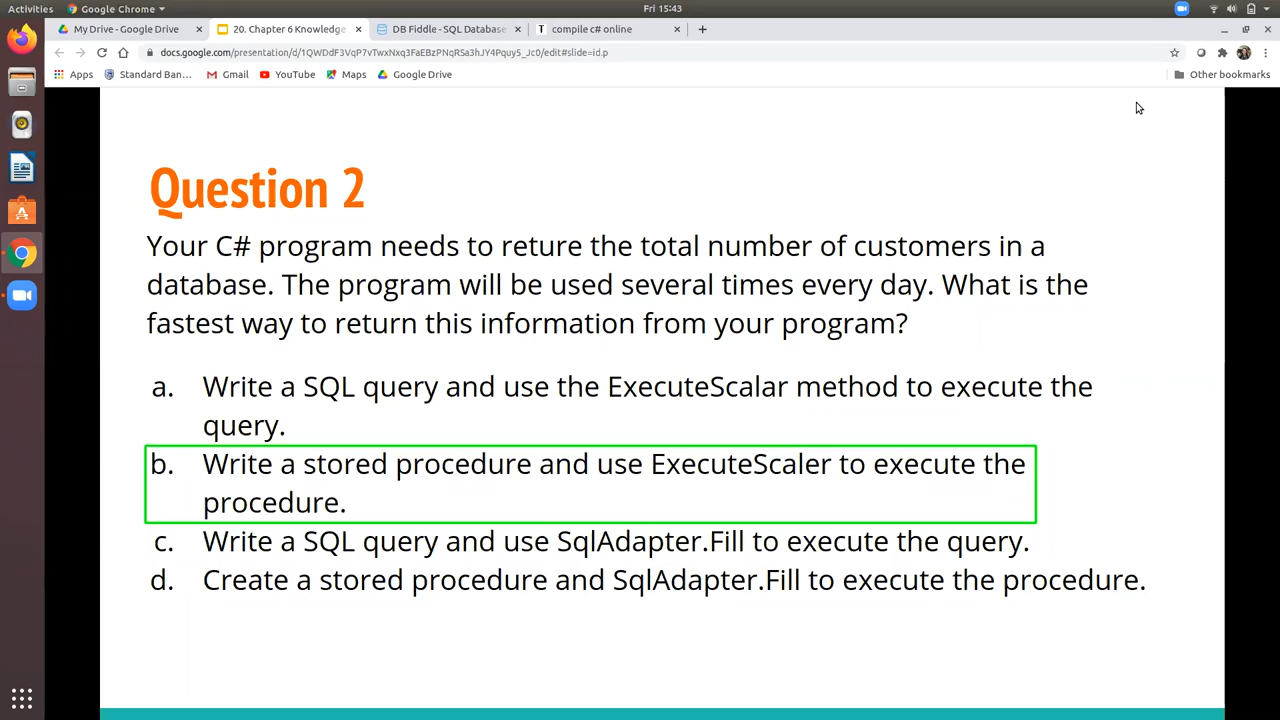 Activities
Google Chrome
Fri 15:43
My Drive - Google Drive
20. Chapter 6 Knowledge
DB Fiddle - SQL Database
T
compile c# online
docs.google.com/presentation/d/1QWDdF3VqP7vTwxNxq3FaEBzPNqRSa3hJY4Pquy5_Jc0/edit#slide=id.p
Apps
Standard Ban...
Gmail
YouTube
Maps
Google Drive
Other bookmarks
Question 2
Your C# program needs to reture the total number of customers in a
database. The program will be used several times every day. What is the
fastest way to return this information from your program?
a. Write a SQL query and use the ExecuteScalar method to execute the
query.
b. Write a stored procedure and use ExecuteScaler to execute the
procedure.
c. Write a SQL query and use SqlAdapter.Fill to execute the query.
d. Create a stored procedure and SqlAdapter.Fill to execute the procedure.